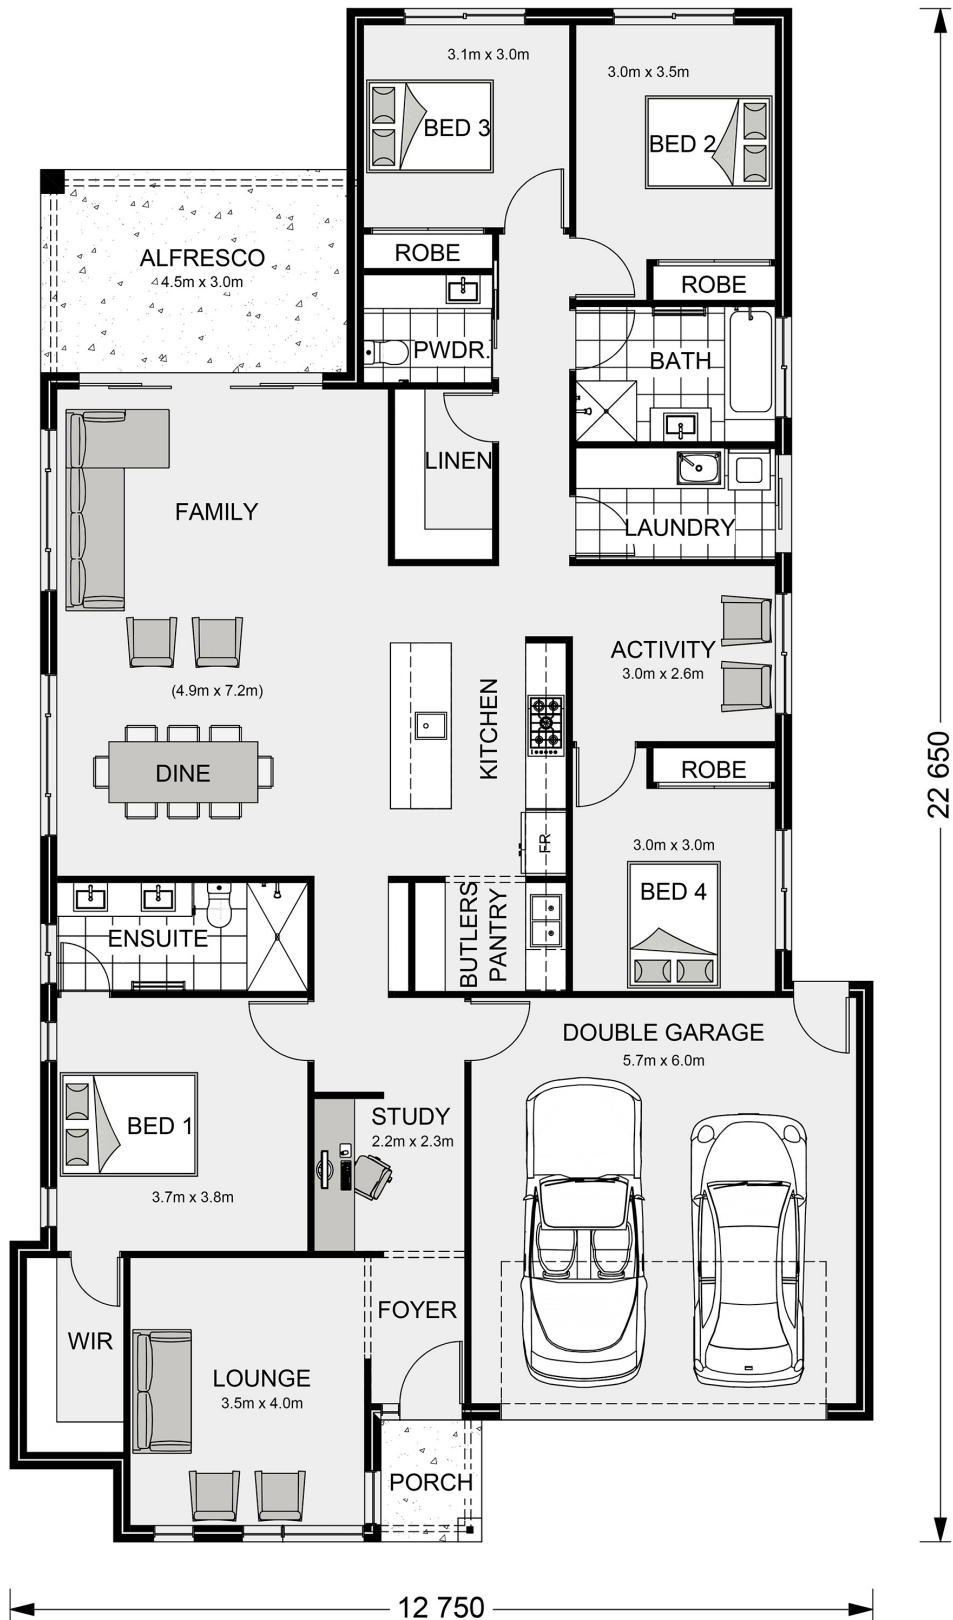 3.1m x 3.0m
BED 3
3.0m x 3.5m
BED 2
ROBE
ROBE
ALFRESCO
4.5m x 3.0m
PWDR.
BATH
LINEN
LAUNDRY
FAMILY
(4.9m x 7.2m)
DINE
KITCHEN
FR
ACTIVITY
3.0m x 2.6m
ROBE
3.0m x 3.0m
BED 4
ENSUITE
BUTLERS
PANTRY
DOUBLE GARAGE
5.7m x 6.0m
BED 1
3.7m x 3.8m
STUDY
2.2m x 2.3m
FOYER
WIR
LOUNGE
3.5m x 4.0m
PORCH
22 650
12 750